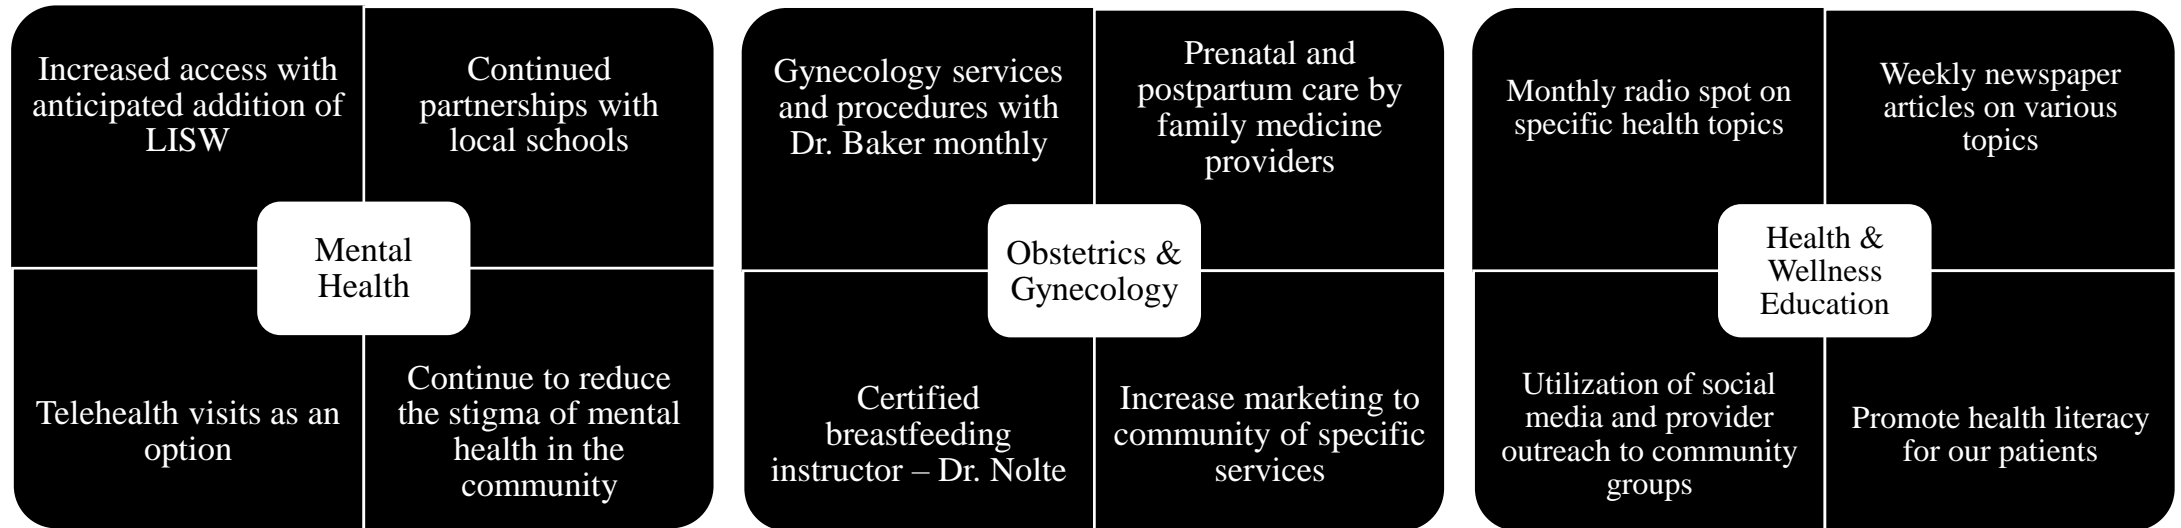 Increased access with
anticipated addition of
LISW
Continued
partnerships with
local schools
Mental
Health
Telehealth visits as an
option
Continue to reduce
the stigma of mental
health in the
community
Gynecology services
and procedures with
Dr. Baker monthly
Prenatal and
postpartum care by
family medicine
providers
Obstetrics &
Gynecology
Certified
breastfeeding
instructor – Dr. Nolte
Increase marketing to
community of specific
services
Monthly radio spot on
specific health topics
Weekly newspaper
articles on various
topics
Health &
Wellness
Education
Utilization of social
media and provider
outreach to community
groups
Promote health literacy
for our patients